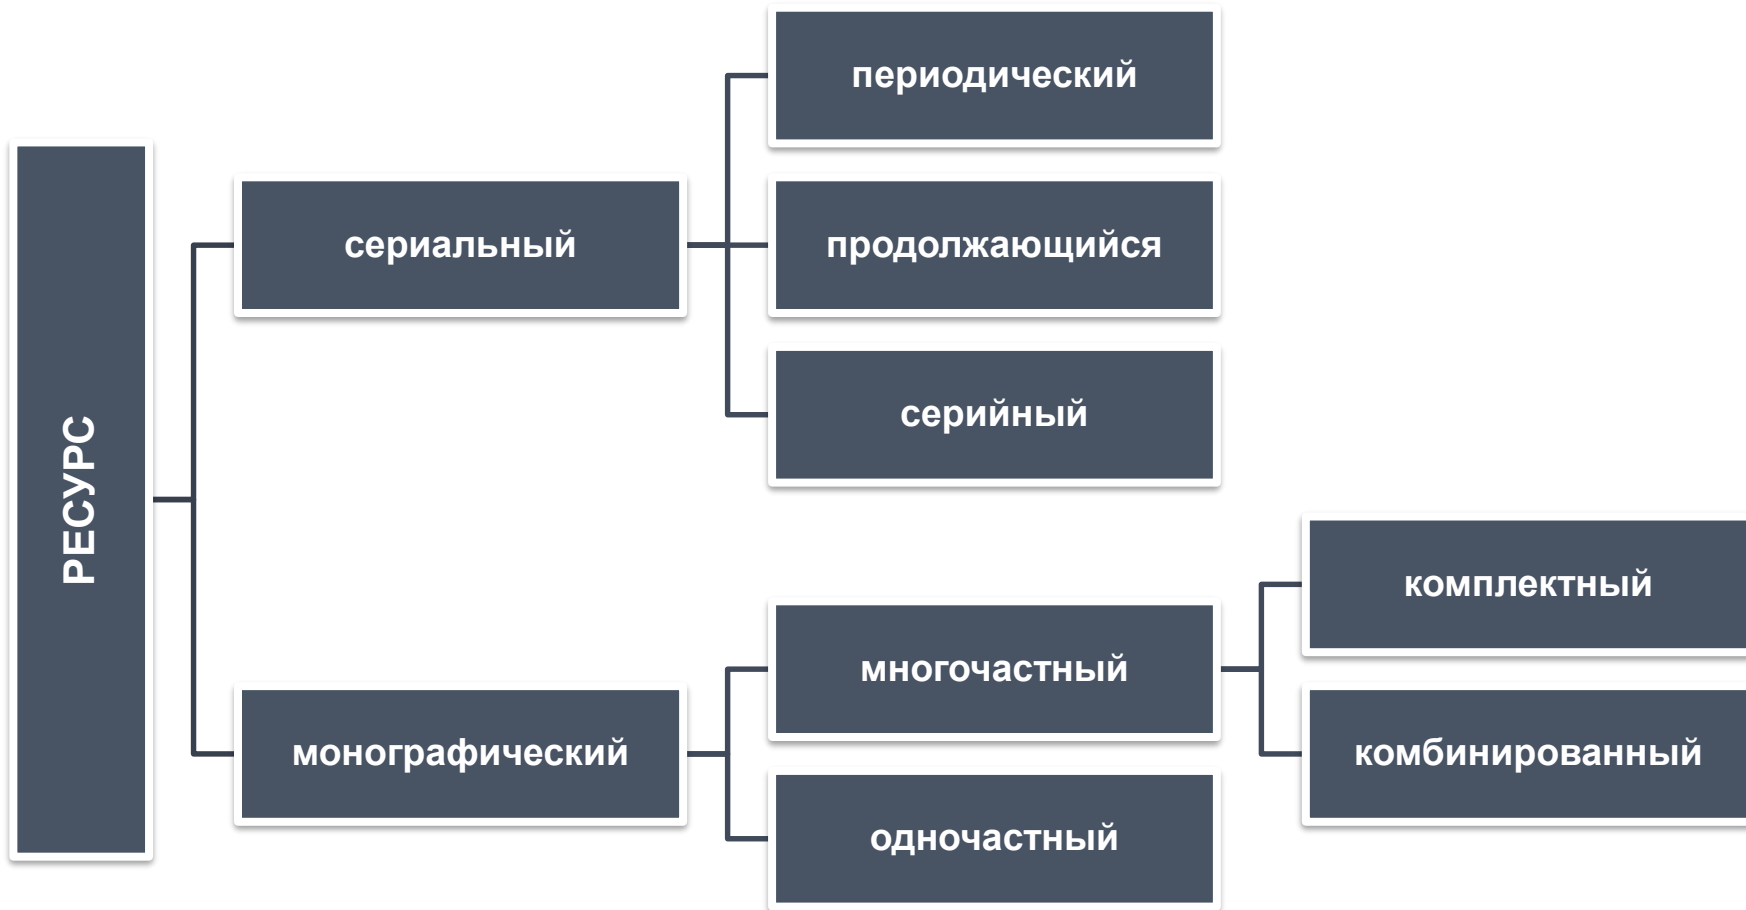 РЕСУРС
сериальный
периодический
продолжающийся
серийный
монографический
многочастный
комплектный
комбинированный
одночастный